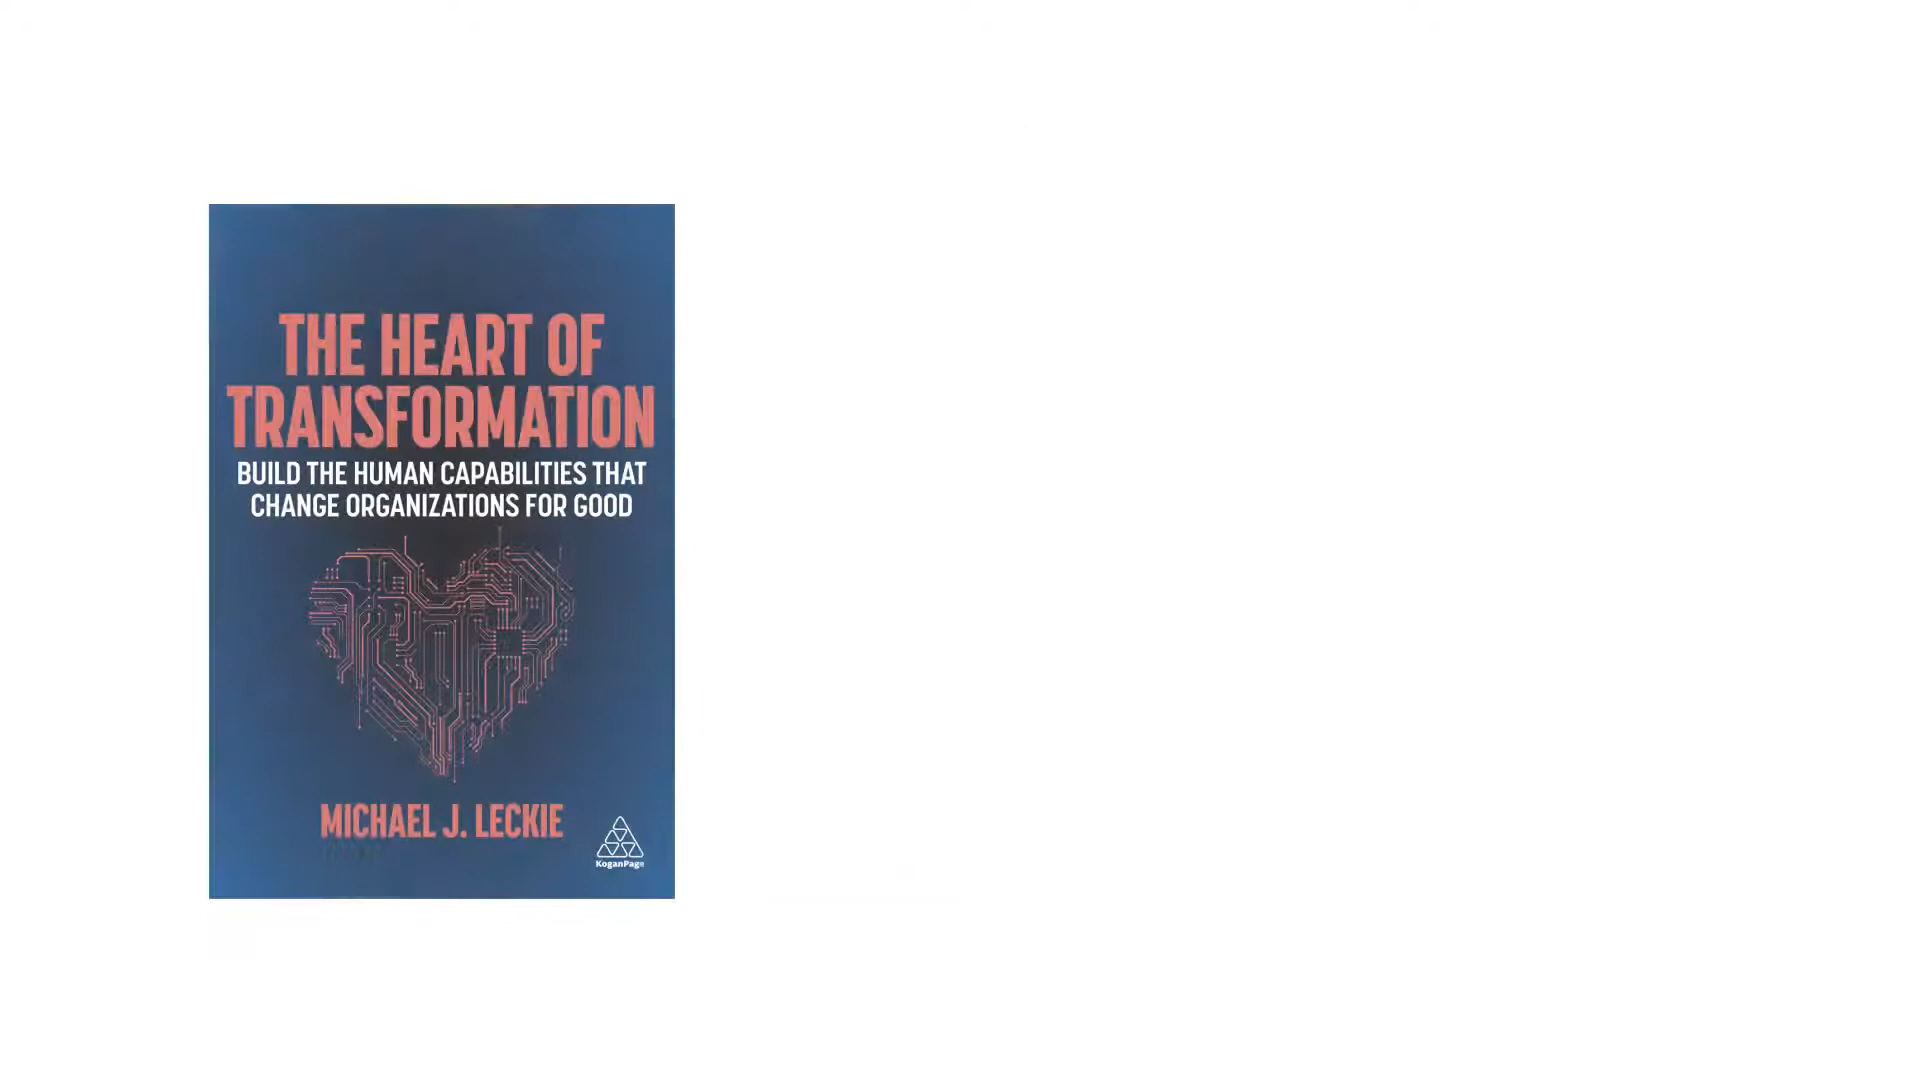 THE HEART OF
TRANSFORMATION
BUILD THE HUMAN CAPABILITIES THAT
CHANGE ORGANIZATIONS FOR GOOD
MICHAEL J. LECKIE
KoganPage